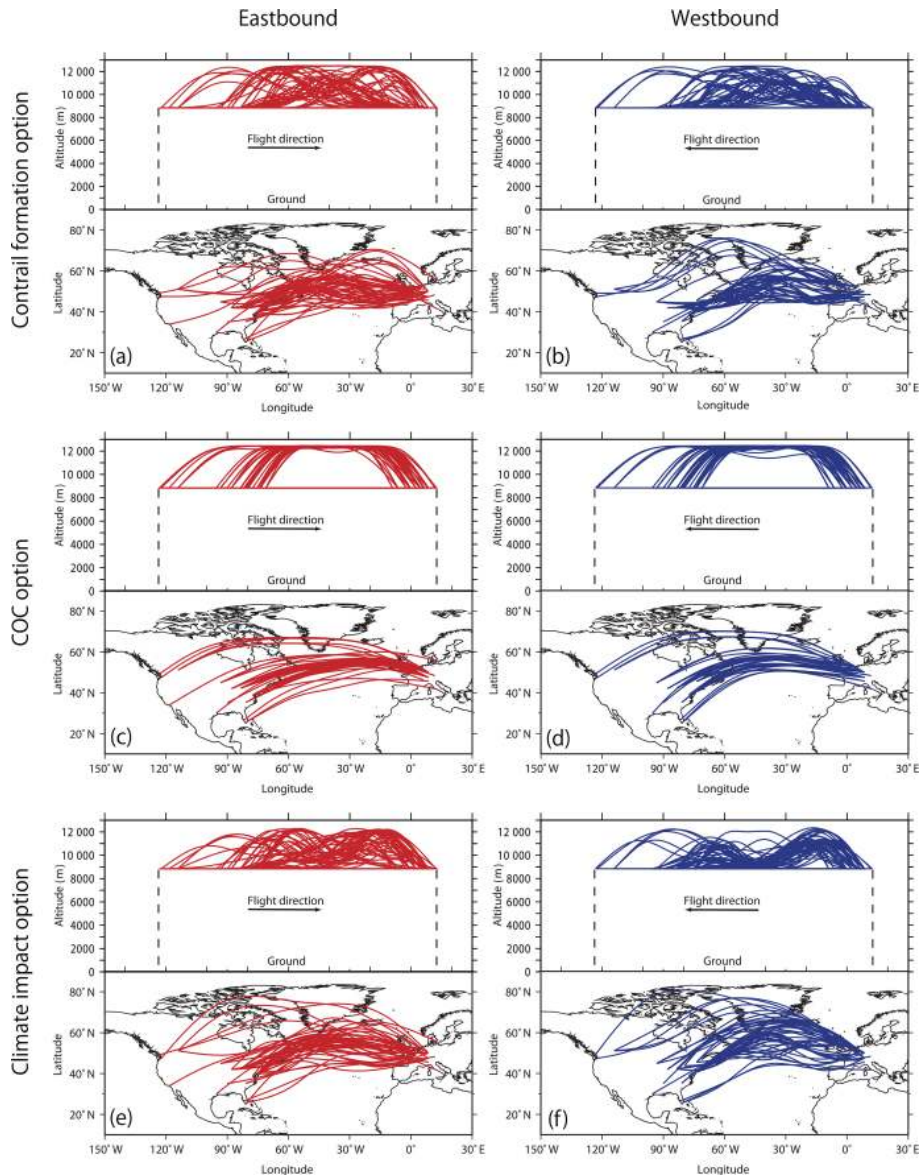 Eastbound
Westbound
Contrail formation option
Altitude (m)
12 000
10 000
8000
6000
4000
2000
0
Flight direction
Ground
Latitude
80˚ N
60˚ N
40˚ N
20˚ N
(a)
150˚ W
120˚ W
90˚ W
60˚ W
30˚ W
0˚
30˚ E
Longitude
Altitude (m)
12 000
10 000
8000
6000
4000
2000
0
Flight direction
Ground
Latitude
80˚ N
60˚ N
40˚ N
20˚ N
(b)
150˚ W
120˚ W
90˚ W
60˚ W
30˚ W
0˚
30˚ E
Longitude
COC option
Altitude (m)
12 000
10 000
8000
6000
4000
2000
0
Flight direction
Ground
Latitude
80˚ N
60˚ N
40˚ N
20˚ N
(c)
150˚ W
120˚ W
90˚ W
60˚ W
30˚ W
0˚
30˚ E
Longitude
Altitude (m)
12 000
10 000
8000
6000
4000
2000
0
Flight direction
Ground
Latitude
80˚ N
60˚ N
40˚ N
20˚ N
(d)
150˚ W
120˚ W
90˚ W
60˚ W
30˚ W
0˚
30˚ E
Longitude
Climate impact option
Altitude (m)
12 000
10 000
8000
6000
4000
2000
0
Flight direction
Ground
Latitude
80˚ N
60˚ N
40˚ N
20˚ N
(e)
150˚ W
120˚ W
90˚ W
60˚ W
30˚ W
0˚
30˚ E
Longitude
Altitude (m)
12 000
10 000
8000
6000
4000
2000
0
Flight direction
Ground
Latitude
80˚ N
60˚ N
40˚ N
20˚ N
(f)
150˚ W
120˚ W
90˚ W
60˚ W
30˚ W
0˚
30˚ E
Longitude